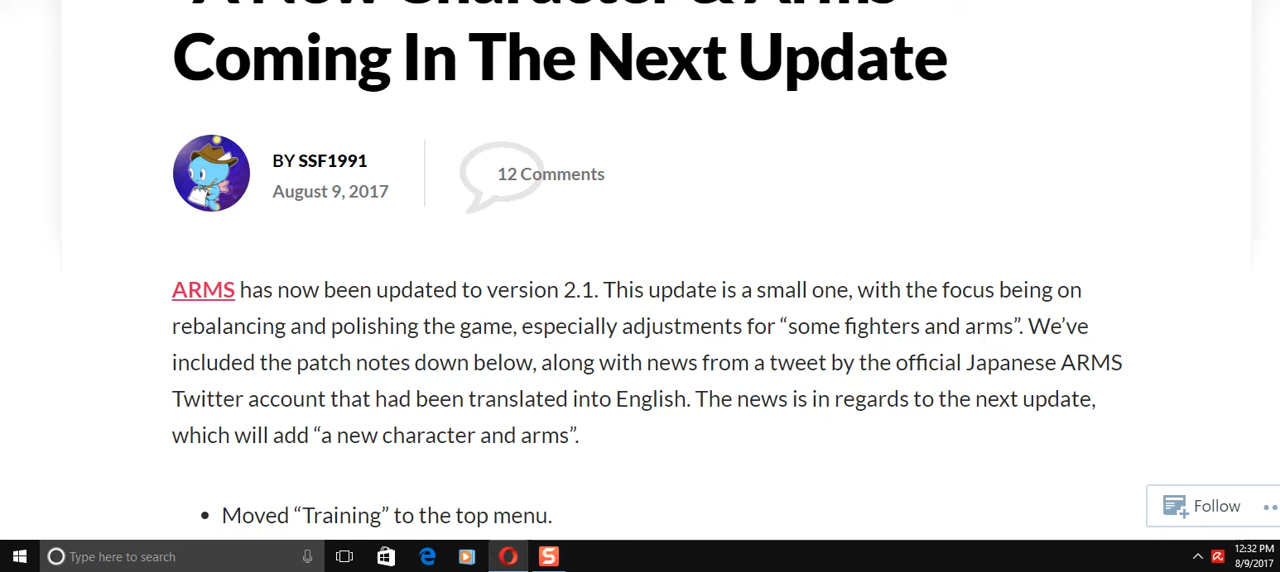 A New Character & Arms
Coming In The Next Update
BY SSF1991
August 9, 2017
12 Comments
ARMS has now been updated to version 2.1. This update is a small one, with the focus being on
rebalancing and polishing the game, especially adjustments for “some fighters and arms”. We’ve
included the patch notes down below, along with news from a tweet by the official Japanese ARMS
Twitter account that had been translated into English. The news is in regards to the next update,
which will add “a new character and arms”.
• Moved “Training” to the top menu.
Follow
Type here to search
12:32 PM
8/9/2017